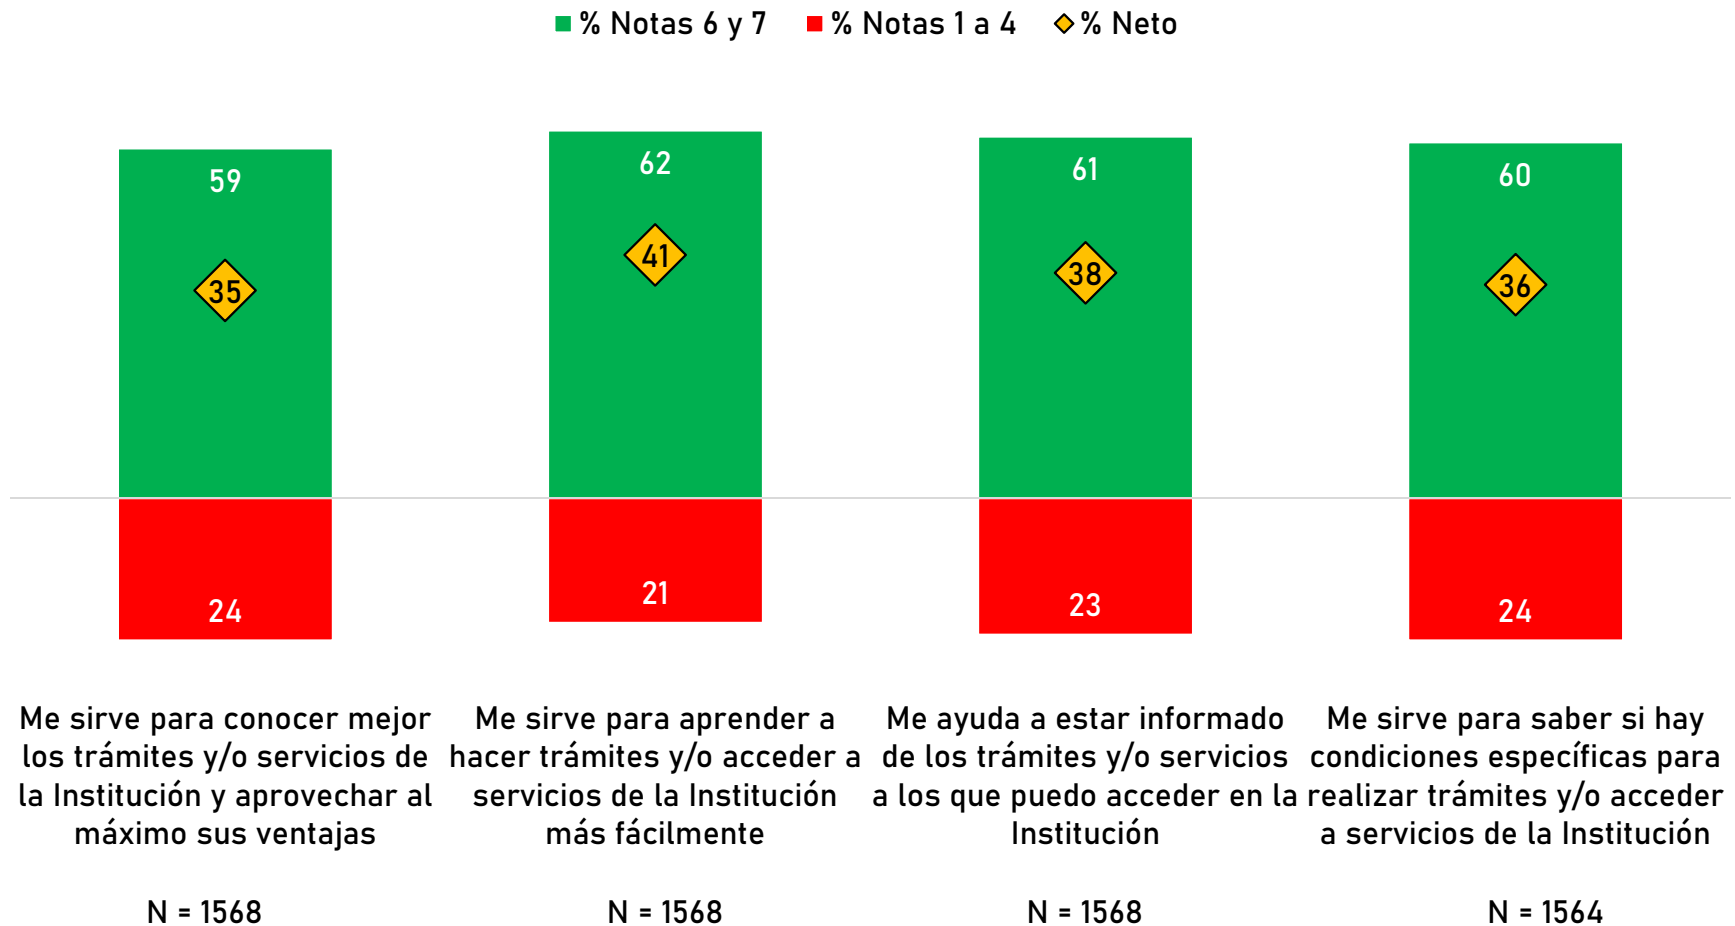 % Notas 6 y 7 % Notas 1 a 4 % Neto
59
62
61
60
35
41
38
36
24
21
23
24
Me sirve para conocer mejor
los trámites y/o servicios de
la Institución y aprovechar al
máximo sus ventajas
N = 1568
Me sirve para aprender a
hacer trámites y/o acceder a
servicios de la Institución
más fácilmente
N = 1568
Me ayuda a estar informado
de los trámites y/o servicios
a los que puedo acceder en la
Institución
N = 1568
Me sirve para saber si hay
condiciones específicas para
realizar trámites y/o acceder
a servicios de la Institución
N = 1564